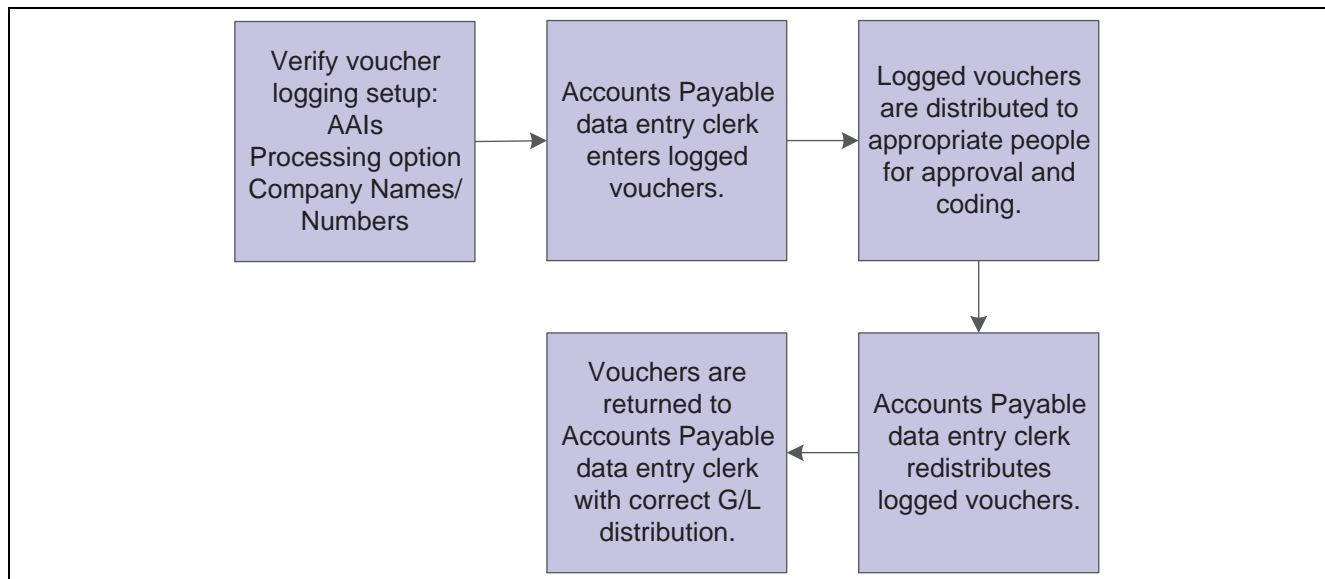 Verify voucher
logging setup:
AAIs
Processing option
Company Names/
Numbers
Accounts Payable
data entry clerk
enters logged
vouchers.
Logged vouchers
are distributed to
appropriate people
for approval and
coding.
Accounts Payable
data entry clerk
redistributes
logged vouchers.
Vouchers are
returned to
Accounts Payable
data entry clerk
with correct G/L
distribution.